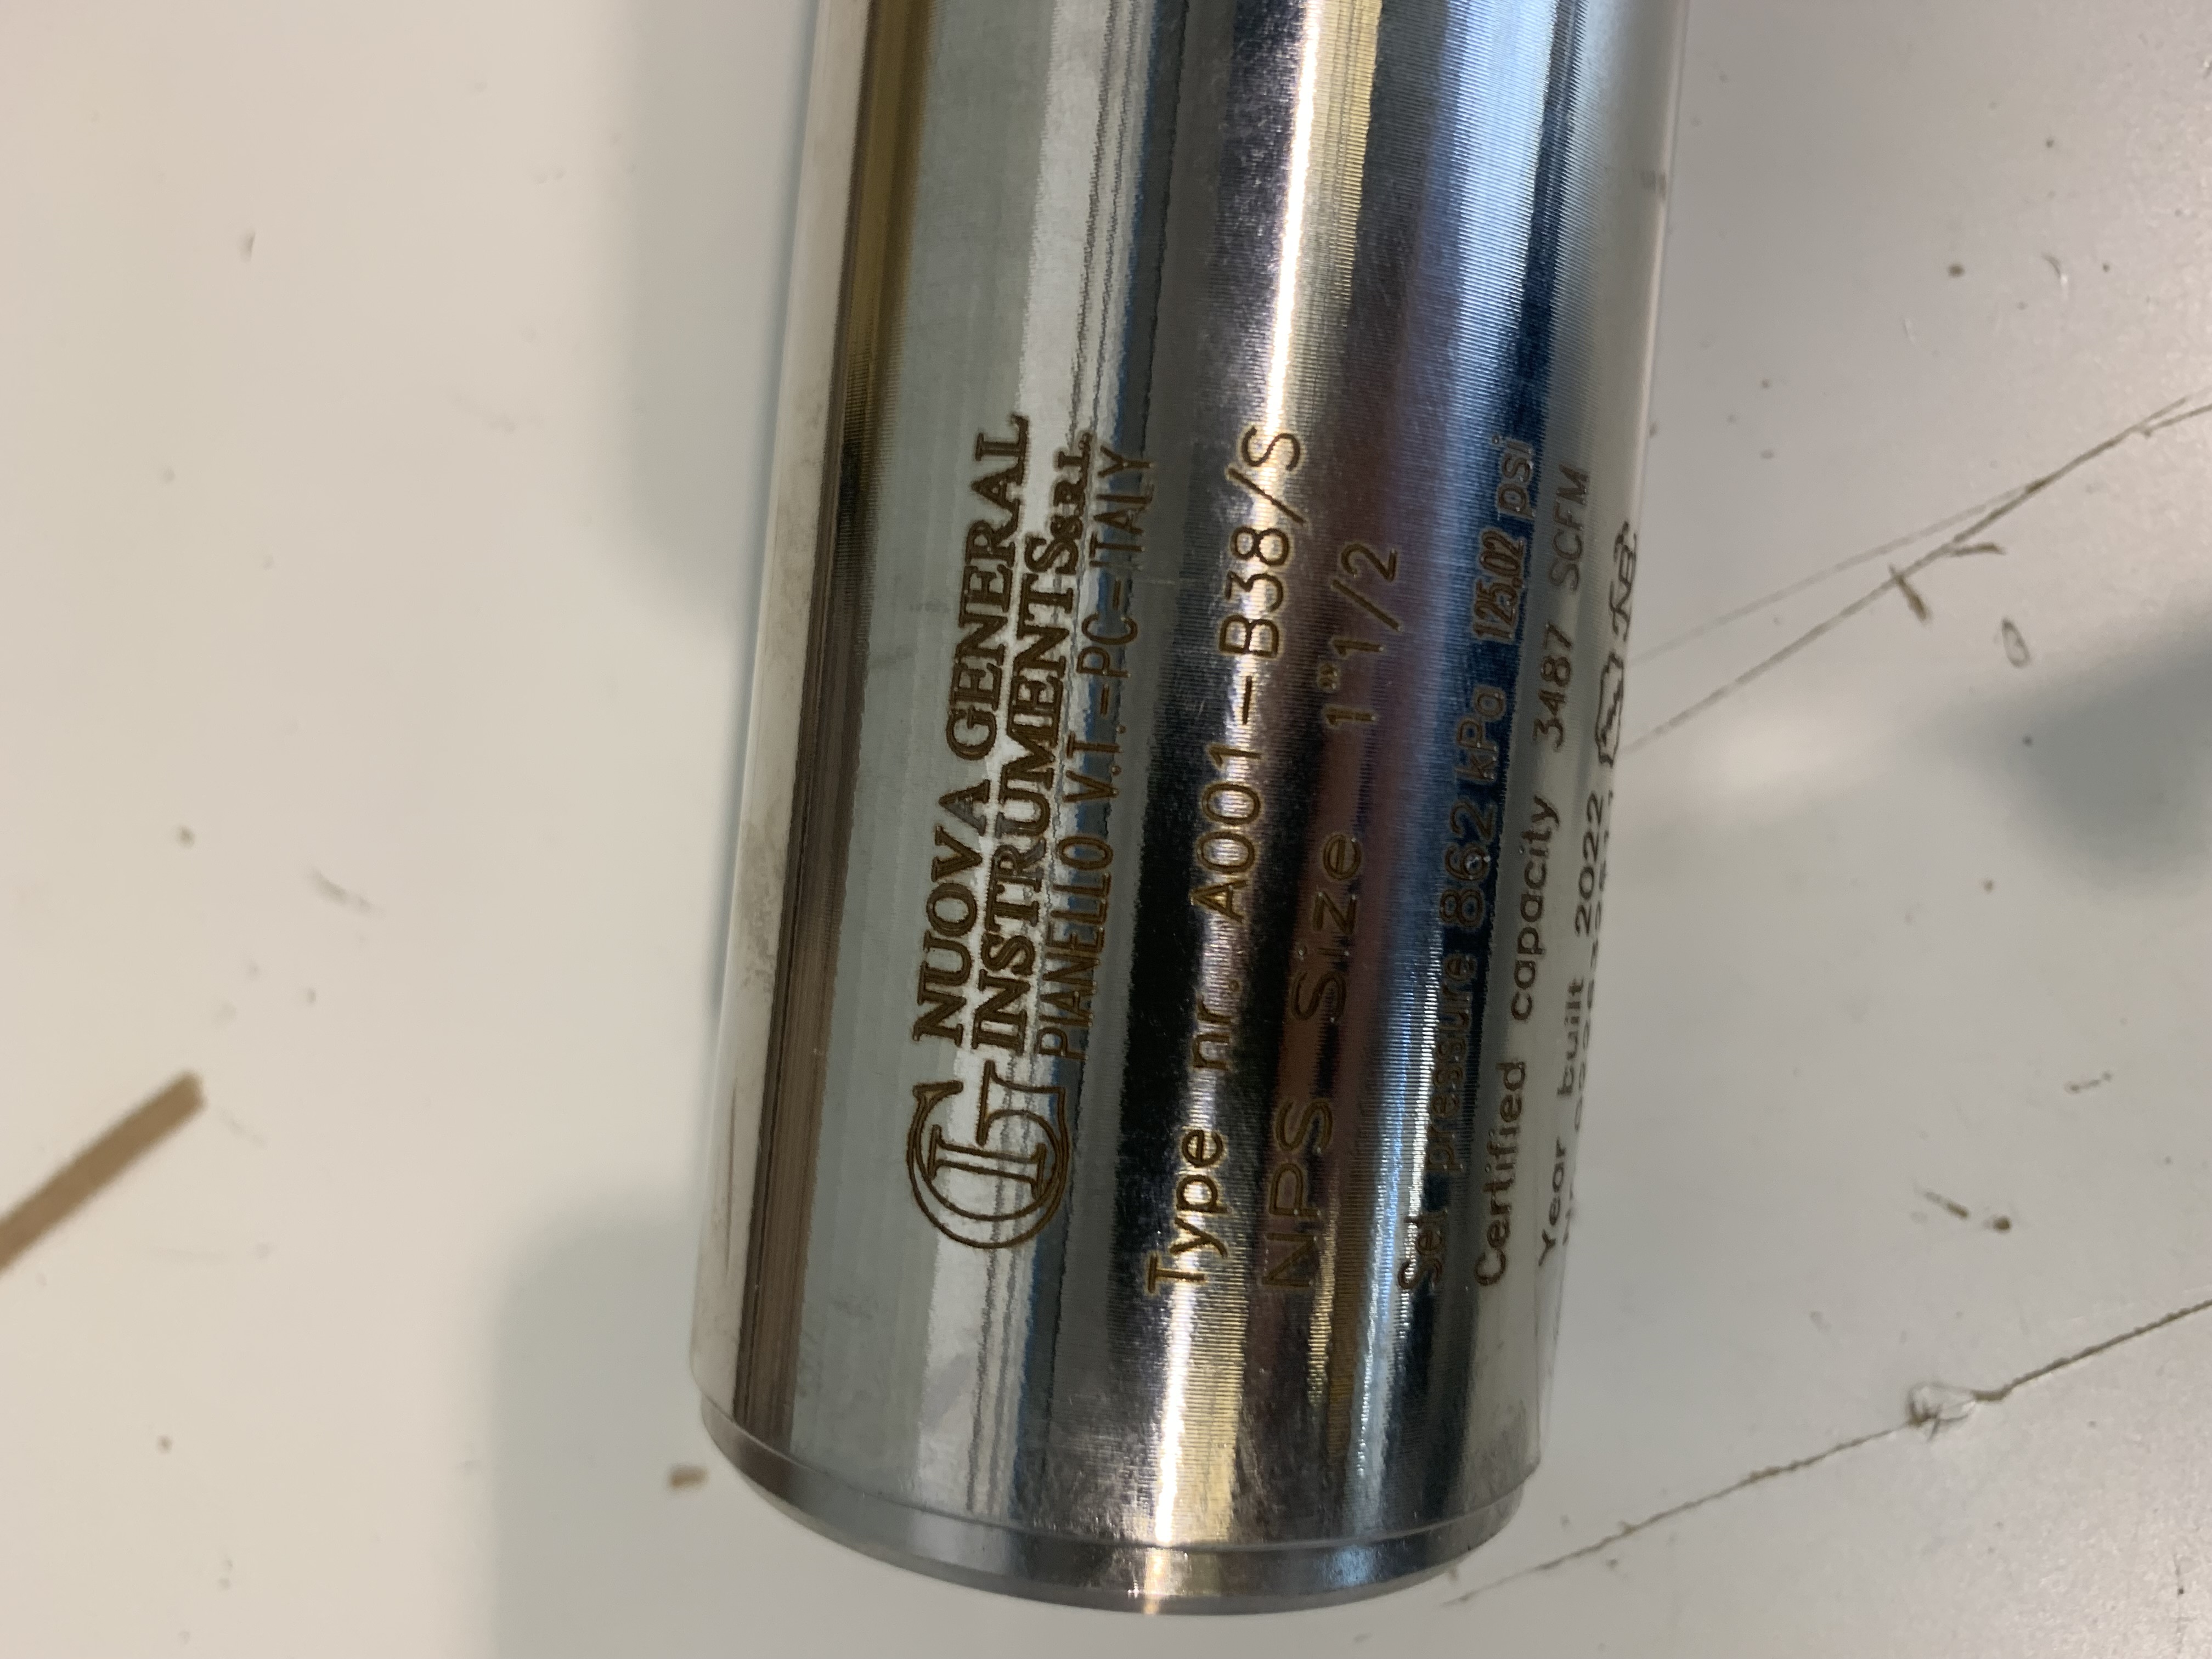 NUOVA GENERAL
INSTRUMENTS S.R.L.
PIANELLO V.T.-PC-ITALY
Type nr. A001-B38/S
NPS Size 1"1/2
Set pressure 862 kPa 125,02 psi
Certified capacity 3487 SCFM
Year built 2022